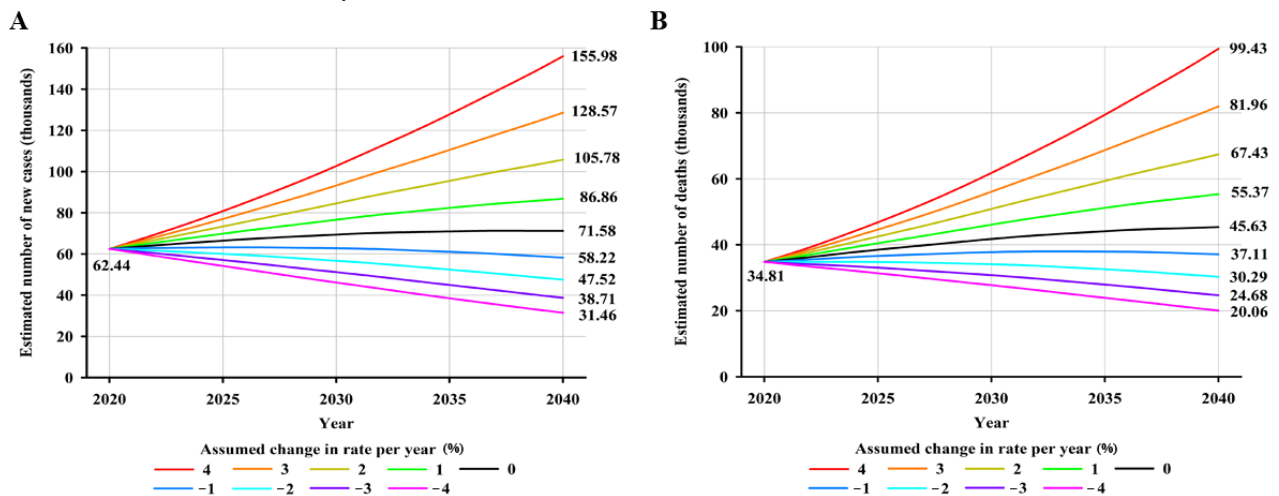 A
Estimated number of new cases (thousands)
160
140
120
100
80
60
40
20
0
62.44
155.98
128.57
105.78
86.86
71.58
58.22
47.52
38.71
31.46
2020 2025 2030 2035 2040
Year
Assumed change in rate per year (%)
4 3 2 1 0
−1 −2 −3 −4
B
Estimated number of deaths (thousands)
100
80
60
40
20
0
34.81
99.43
81.96
67.43
55.37
45.63
37.11
30.29
24.68
20.06
2020 2025 2030 2035 2040
Year
Assumed change in rate per year (%)
4 3 2 1 0
−1 −2 −3 −4